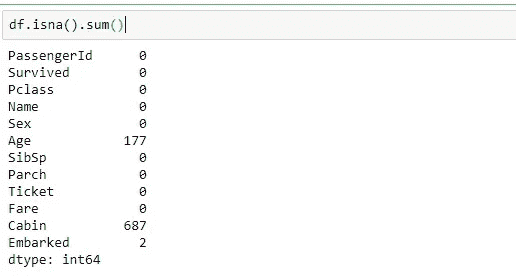 df.isna().sum()
PassengerId 0
Survived 0
Pclass 0
Name 0
Sex 0
Age 177
SibSp 0
Parch 0
Ticket 0
Fare 0
Cabin 687
Embarked 2
dtype: int64